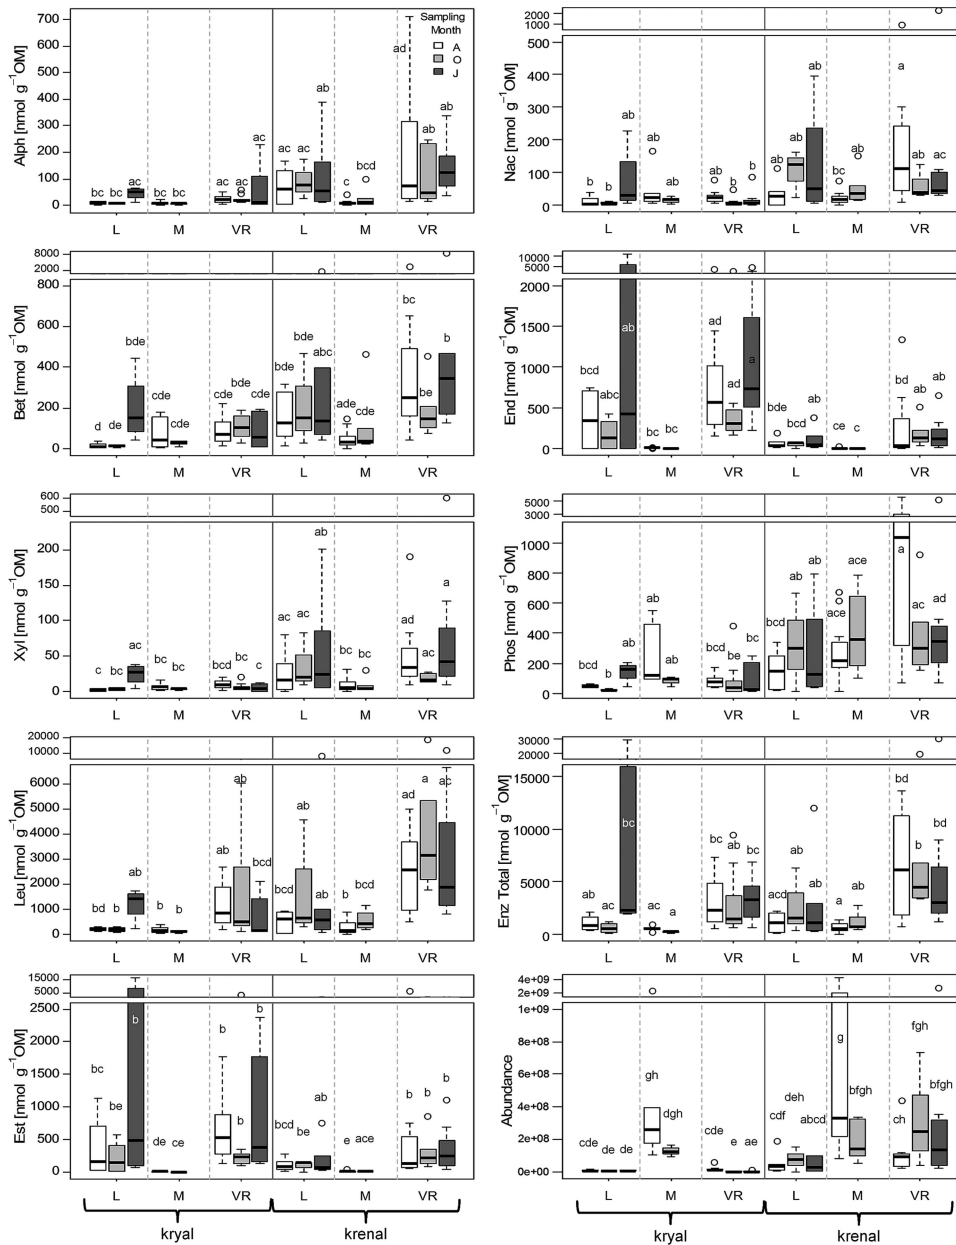 Sampling
Month
A
O
J
Alph [nmol g⁻¹OM]
700
600
500
400
300
200
100
0
bc bc ac bc bc ac ac ac ac ac ab c bcd ad ab ab
L M VR L M VR
Nac [nmol g⁻¹OM]
2000
1000
500
400
300
200
100
0
b b ab ab ab ab b b ab ab ab bc ab a ab ac
L M VR L M VR
Bet [nmol g⁻¹OM]
8000
2000
800
600
400
200
0
d de bde cde cde bde bde cde bde bde abc ade cde bc be b
L M VR L M VR
End [nmol g⁻¹OM]
10000
5000
2000
1500
1000
500
0
bcd abc ab bc bc ad ad a bcd bcd abc ce c bd ab ab
L M VR L M VR
Xyl [nmol g⁻¹OM]
600
500
200
150
100
50
0
c bc ac bc bc bcd bc c ac ac ab bc bc ab ac a
L M VR L M VR
Phos [nmol g⁻¹OM]
5000
3000
1000
800
600
400
200
0
bcd b ab ab ab bcd be bc bcd ab ab ace ace a ac ad
L M VR L M VR
Leu [nmol g⁻¹OM]
20000
10000
6000
5000
4000
3000
2000
1000
0
bd b ab b b ab ab bcd bcd ab ab b bcd ad a ac
L M VR L M VR
Enz Total [nmol g⁻¹OM]
30000
20000
15000
10000
5000
0
ab ac bc ac a bc ab bc acd ab ab a ab bd b bd
L M VR L M VR
Est [nmol g⁻¹OM]
15000
5000
2500
2000
1500
1000
500
0
bc be b de ce b b b bcd be ab e ace b b b
L M VR L M VR
kryal krenal
Abundance
4e+09
2e+09
1e+09
8e+08
6e+08
4e+08
2e+08
0e+00
cde de de gh dgh cde e ae cdf deh abcd g bfgh ch fgh bfgh
L M VR L M VR
kryal krenal